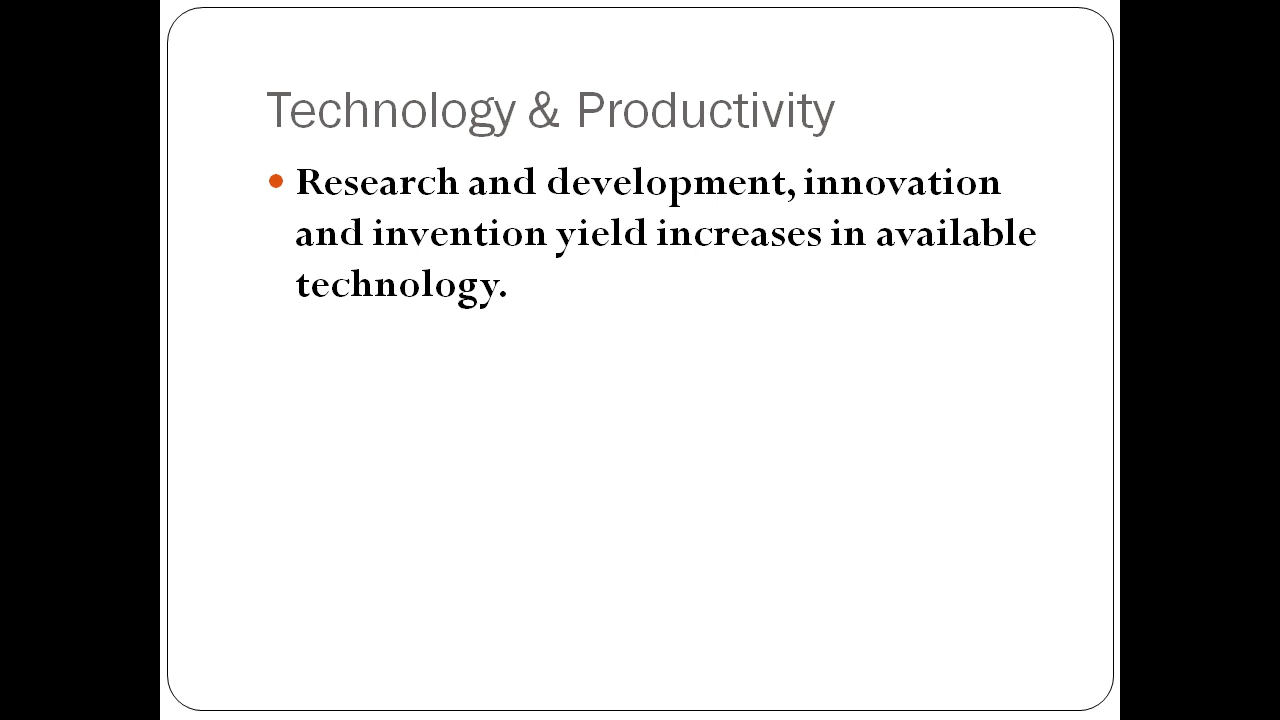 Technology & Productivity
Research and development, innovation
and invention yield increases in available
technology.